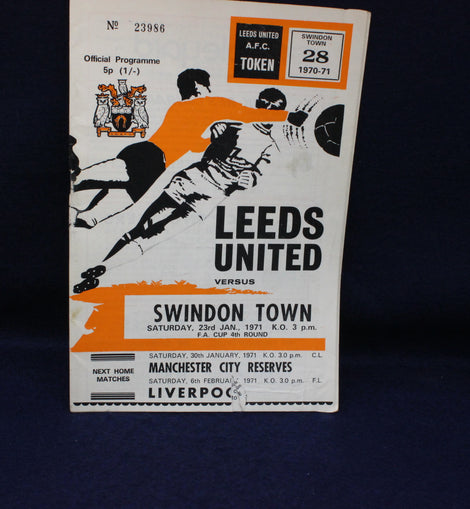 Nº 23986
Official Programme
5p (1/-)
LEEDS UNITED
A.F.C.
TOKEN
SWINDON
TOWN
28
1970-71
LEEDS
UNITED
VERSUS
SWINDON TOWN
SATURDAY, 23rd JAN., 1971 K.O. 3 p.m.
F.A. CUP 4th ROUND
NEXT HOME
MATCHES
SATURDAY, 30th JANUARY, 1971 K.O. 3.0 p.m. C.L.
MANCHESTER CITY RESERVES
SATURDAY, 6th FEBRUARY, 1971 K.O. 3.0 p.m. F.L.
LIVERPOO